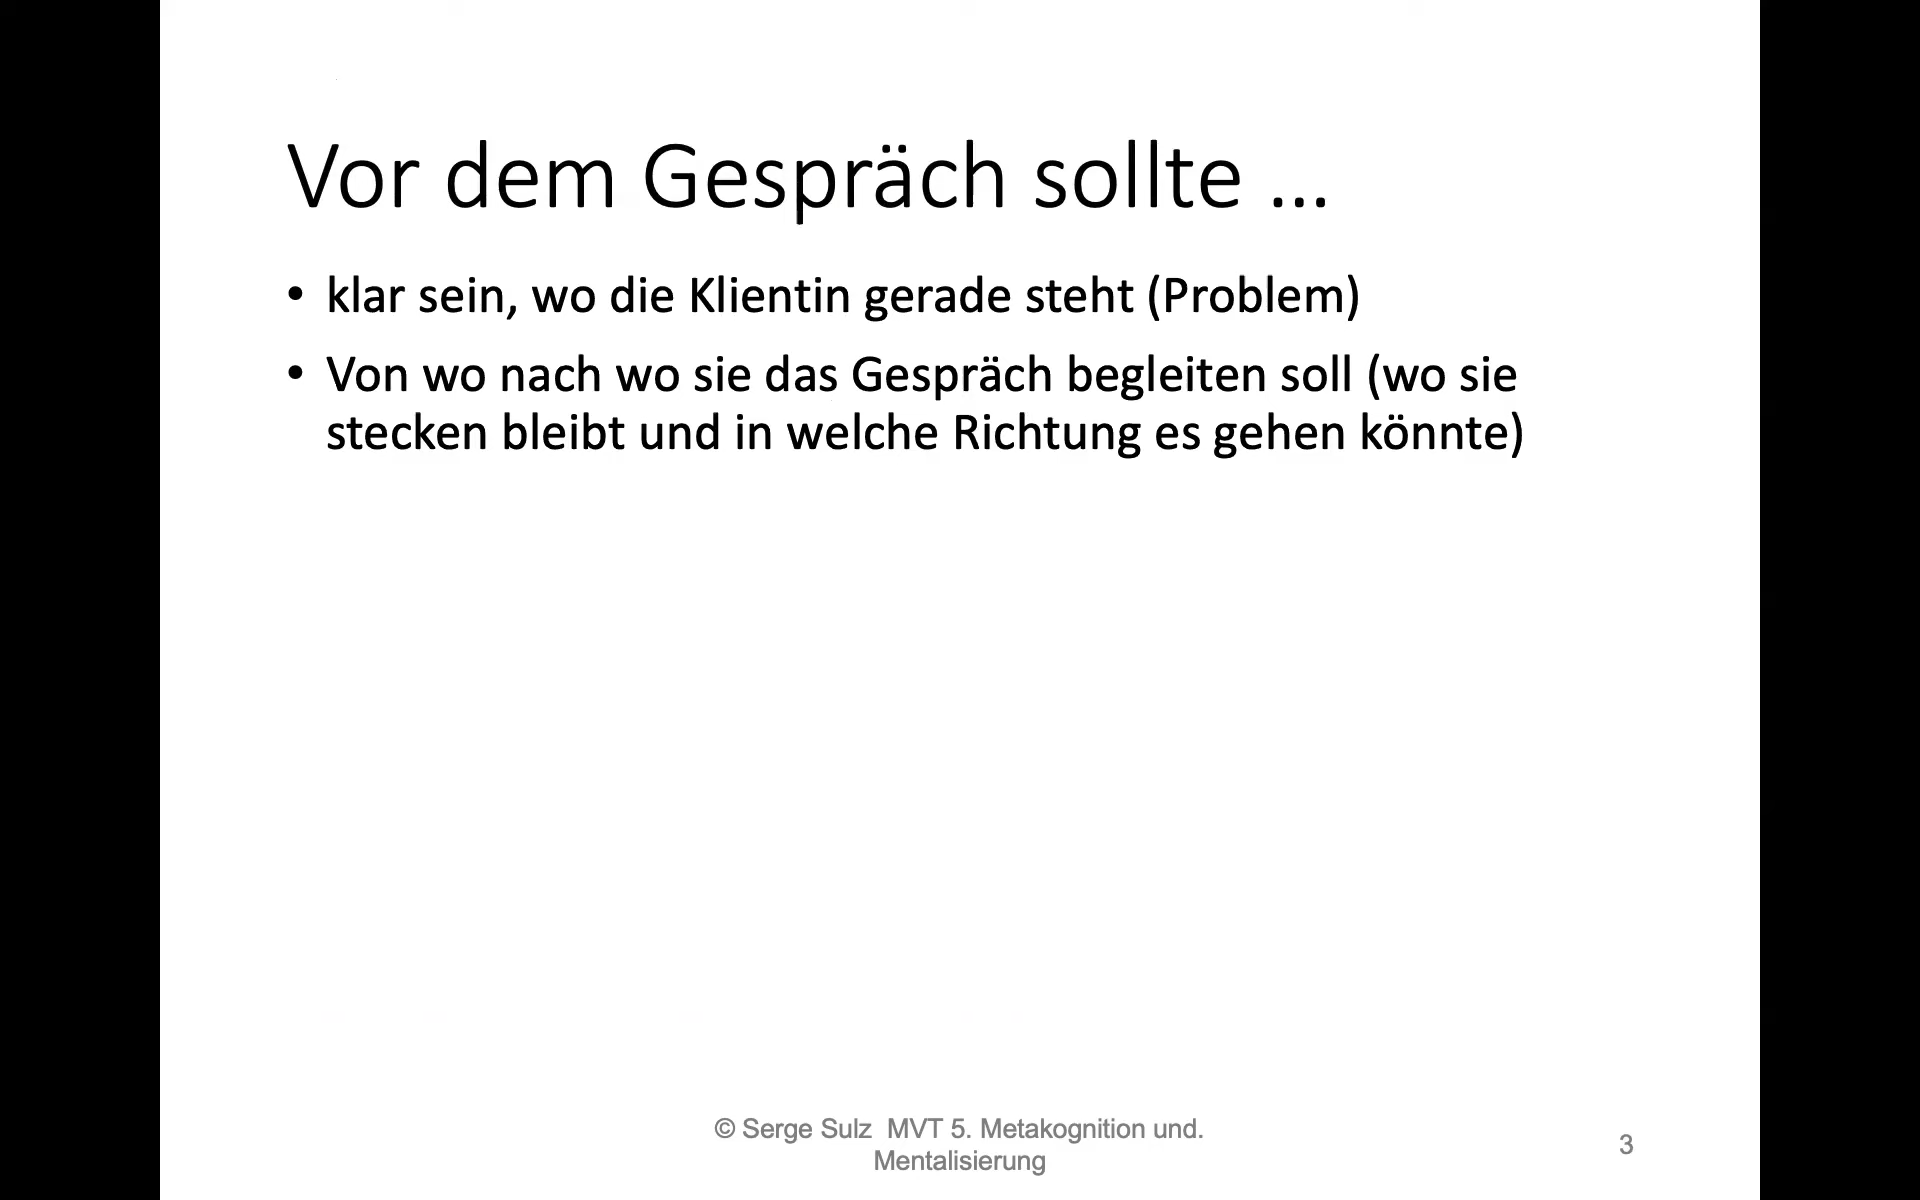 Vor dem Gespräch sollte ...
• klar sein, wo die Klientin gerade steht (Problem)
• Von wo nach wo sie das Gespräch begleiten soll (wo sie
stecken bleibt und in welche Richtung es gehen könnte)
© Serge Sulz  MVT 5. Metakognition und.
Mentalisierung
3